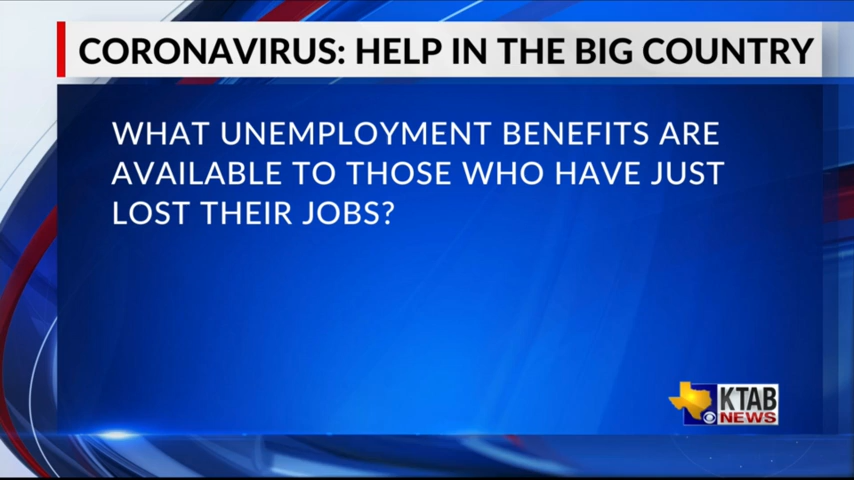 CORONAVIRUS: HELP IN THE BIG COUNTRY
WHAT UNEMPLOYMENT BENEFITS ARE
AVAILABLE TO THOSE WHO HAVE JUST
LOST THEIR JOBS?
KTAB
NEWS